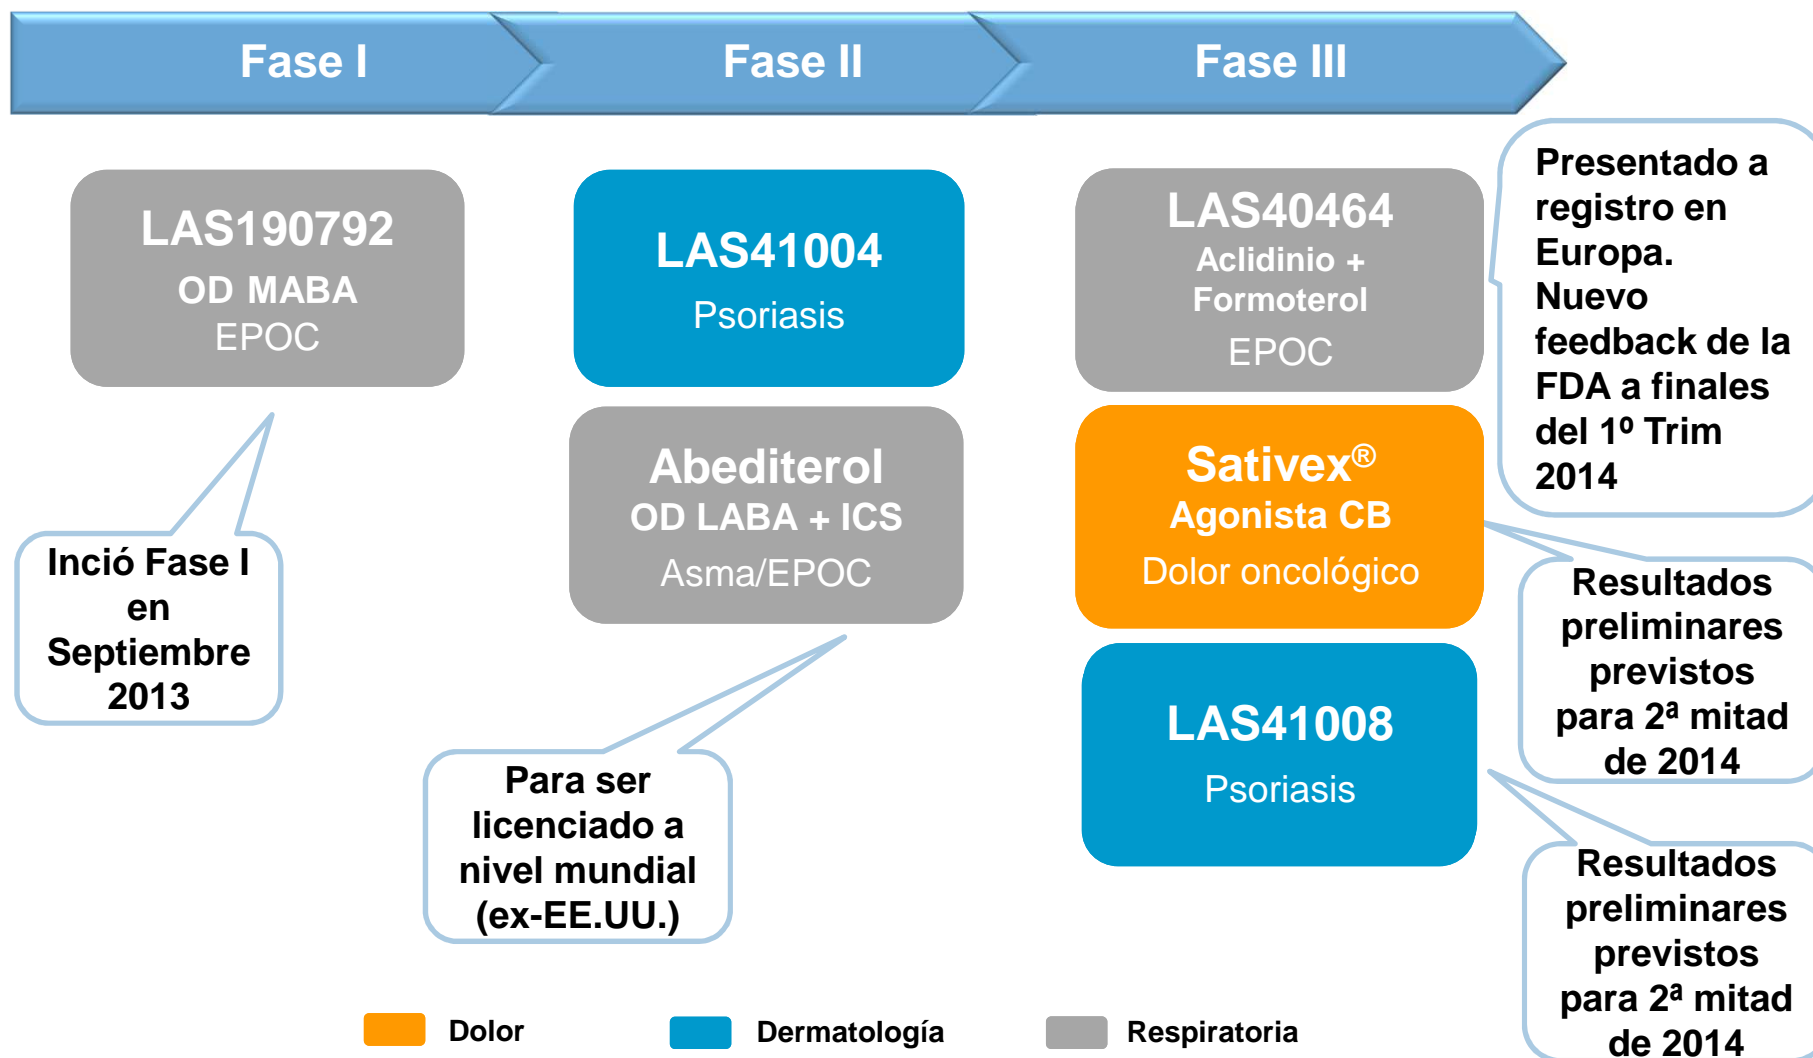 Fase I
Fase II
Fase III
LAS190792
OD MABA
EPOC
Inció Fase I
en
Septiembre
2013
LAS41004
Psoriasis
Abediterol
OD LABA + ICS
Asma/EPOC
Para ser
licenciado a
nivel mundial
(ex-EE.UU.)
LAS40464
Aclidinio +
Formoterol
EPOC
Presentado a
registro en
Europa.
Nuevo
feedback de la
FDA a finales
del 1º Trim
2014
Sativex®
Agonista CB
Dolor oncológico
Resultados
preliminares
previstos
para 2ª mitad
de 2014
LAS41008
Psoriasis
Resultados
preliminares
previstos
para 2ª mitad
de 2014
Dolor
Dermatología
Respiratoria